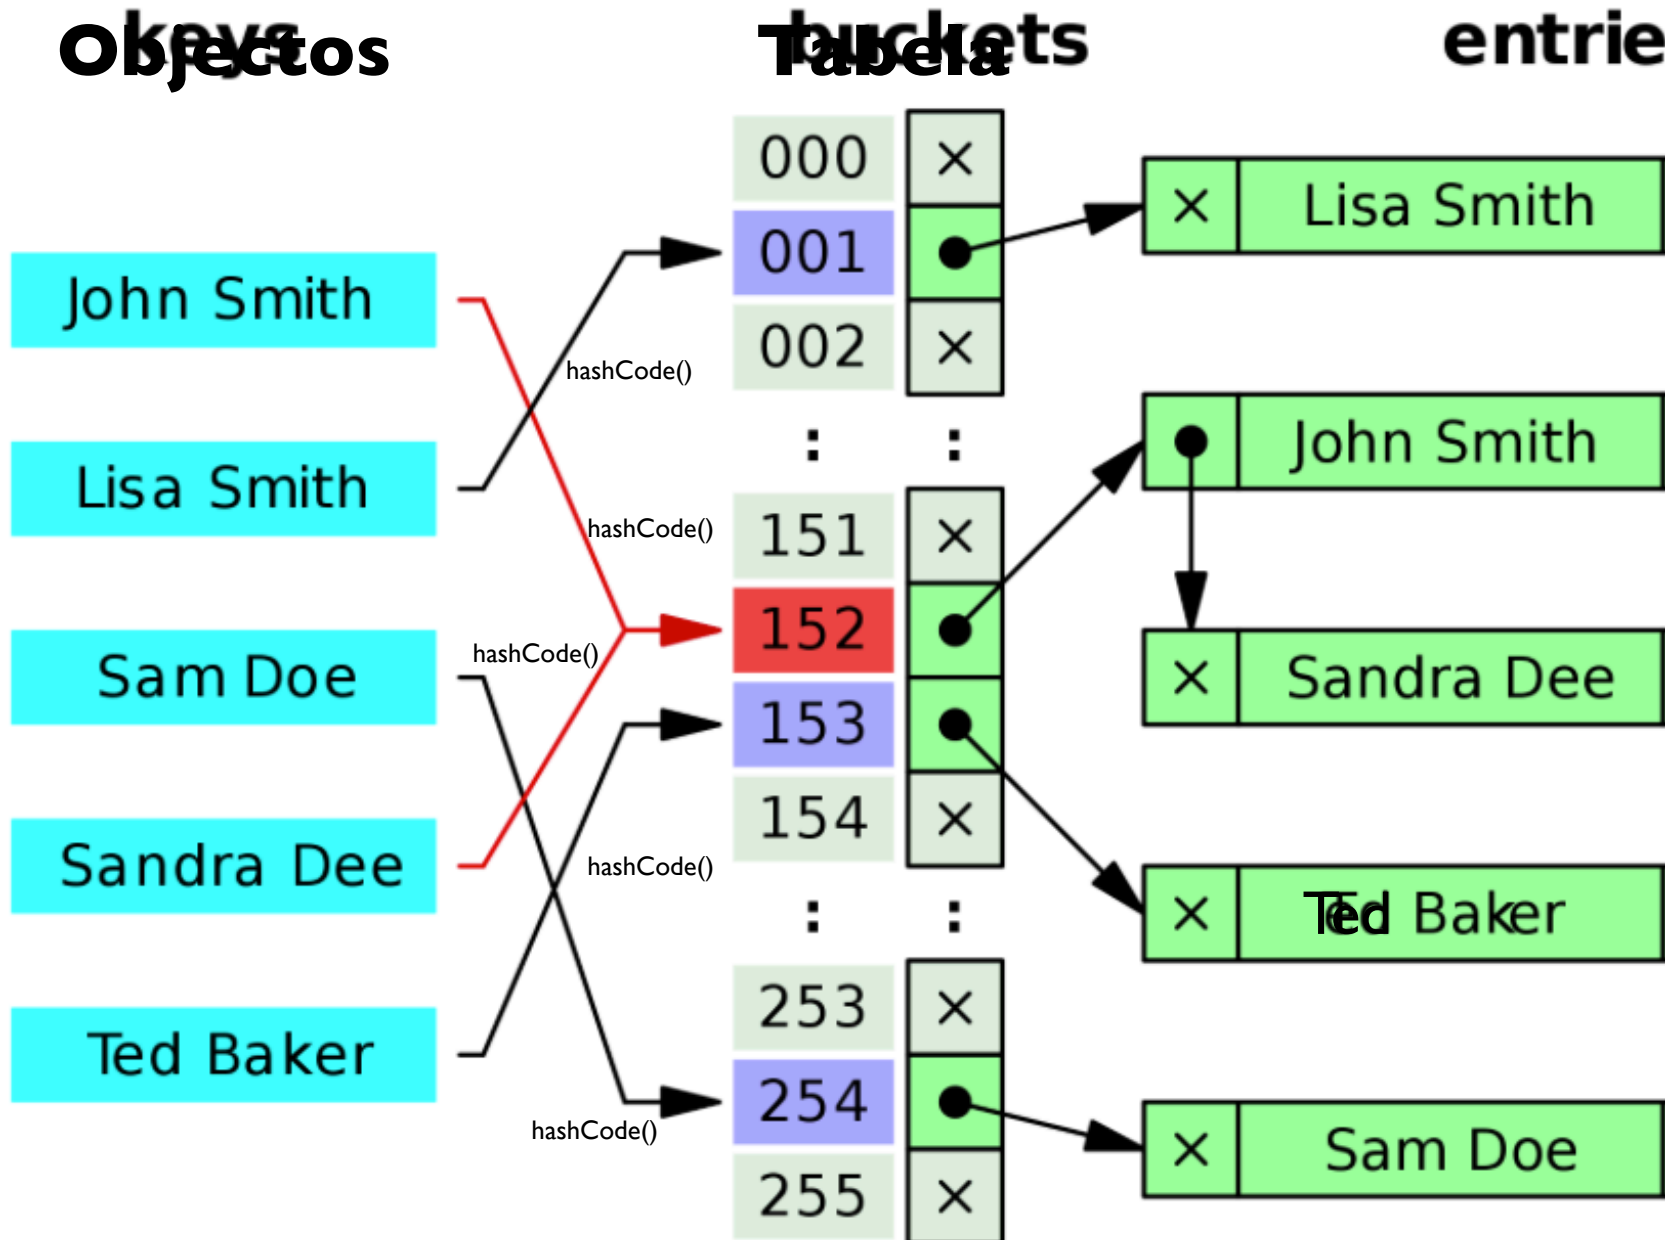 keys
Objectos
buckets
Tabela
entrie
John Smith
Lisa Smith
Sam Doe
Sandra Dee
Ted Baker
hashCode()
hashCode()
hashCode()
hashCode()
hashCode()
000
001
002
:
:
151
152
153
154
:
:
253
254
255
Lisa Smith
John Smith
Sandra Dee
Ted Baker
Sam Doe